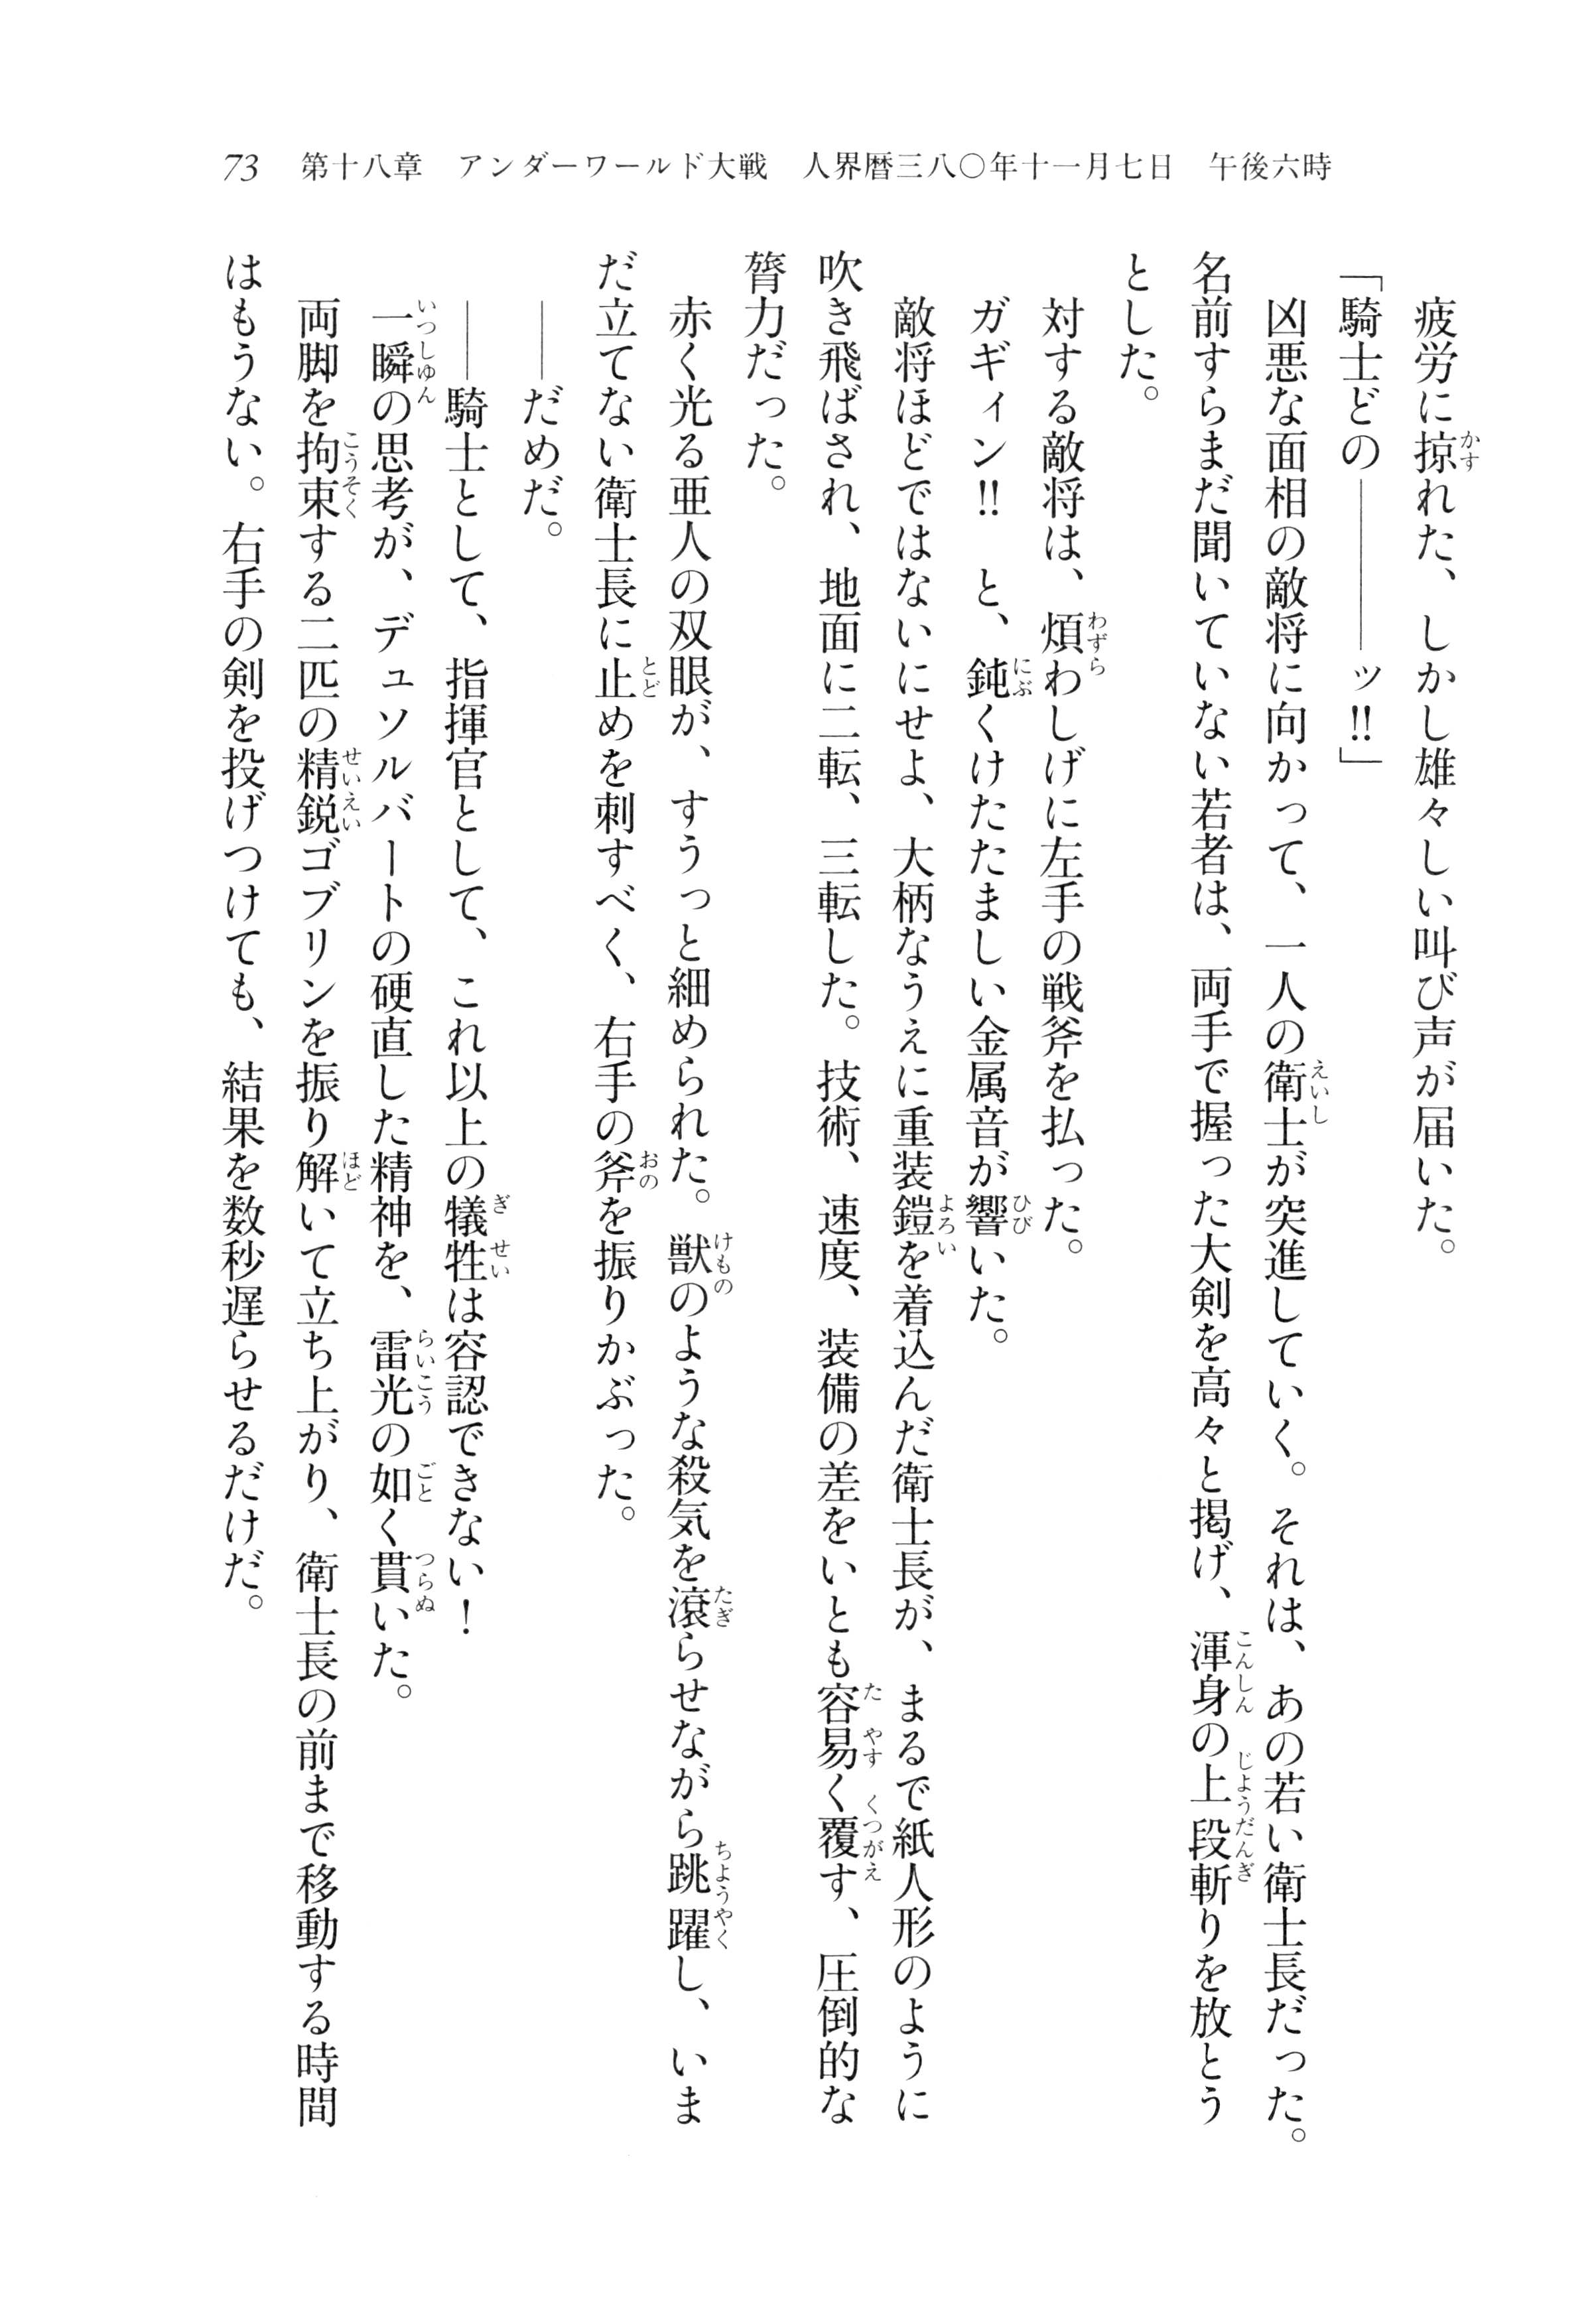 73　第十八章　アンダーワールド大戦　人界暦三八〇年十一月七日　午後六時
疲労に掠れた、しかし雄々しい叫び声が届いた。
「騎士どの————ッ!!」
凶悪な面相の敵将に向かって、一人の衛士が突進していく。それは、あの若い衛士長だった。
名前すらまだ聞いていない若者は、両手で握った大剣を高々と掲げ、渾身の上段斬りを放とう
とした。
対する敵将は、煩わしげに左手の戦斧を払った。
ガギィン!!　と、鈍くけたたましい金属音が響いた。
敵将ほどではないにせよ、大柄なうえに重装鎧を着込んだ衛士長が、まるで紙人形のように
吹き飛ばされ、地面に二転、三転した。技術、速度、装備の差をいとも容易く覆す、圧倒的な
膂力だった。
赤く光る亜人の双眼が、すうっと細められた。獣のような殺気を滾らせながら跳躍し、いま
だ立てない衛士長に止めを刺すべく、右手の斧を振りかぶった。
——だめだ。
——騎士として、指揮官として、これ以上の犠牲は容認できない！
一瞬の思考が、デュソルバートの硬直した精神を、雷光の如く貫いた。
両脚を拘束する二匹の精鋭ゴブリンを振り解いて立ち上がり、衛士長の前まで移動する時間
はもうない。右手の剣を投げつけても、結果を数秒遅らせるだけだ。